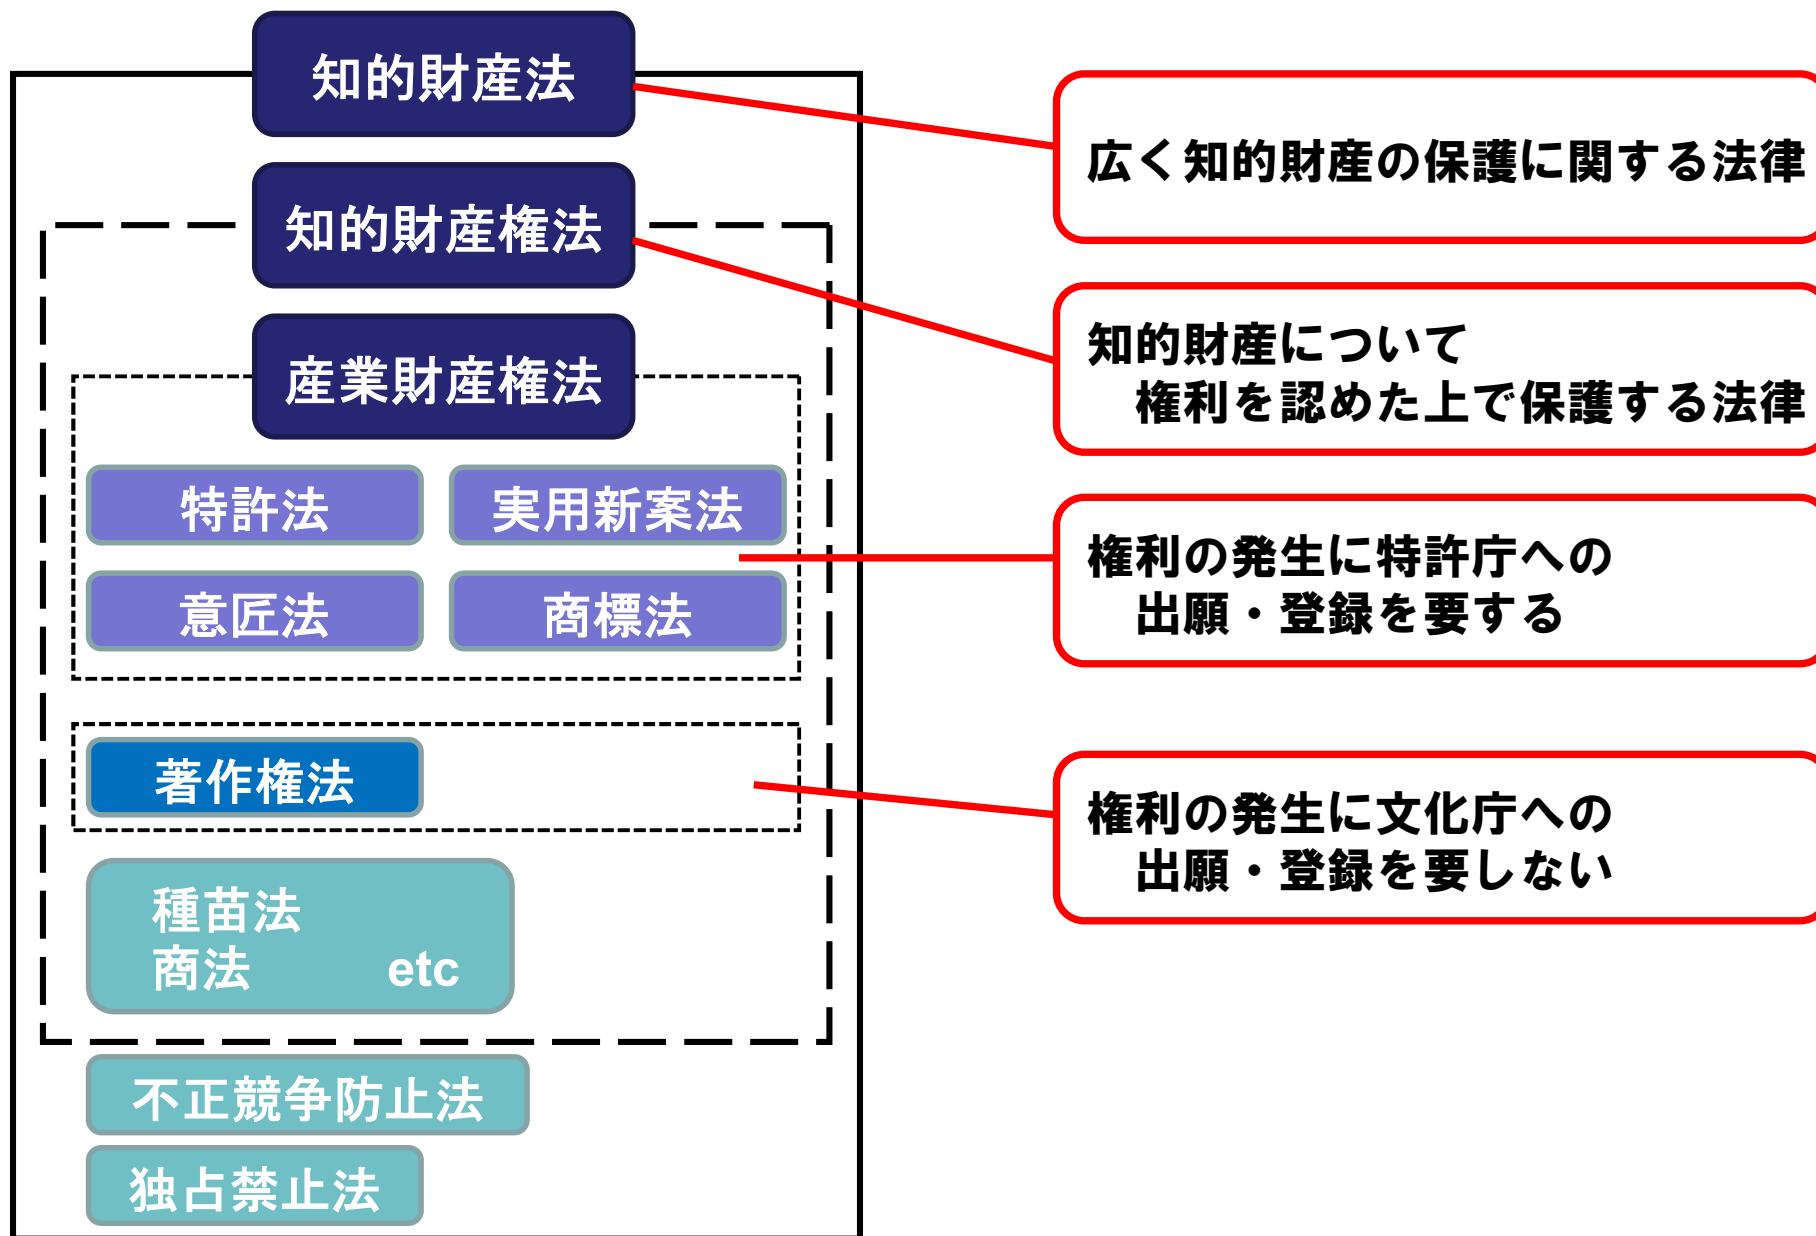 知的財産法
知的財産権法
産業財産権法
特許法
実用新案法
意匠法
商標法
著作権法
種苗法
商法 etc
不正競争防止法
独占禁止法
広く知的財産の保護に関する法律
知的財産について
権利を認めた上で保護する法律
権利の発生に特許庁への
出願・登録を要する
権利の発生に文化庁への
出願・登録を要しない